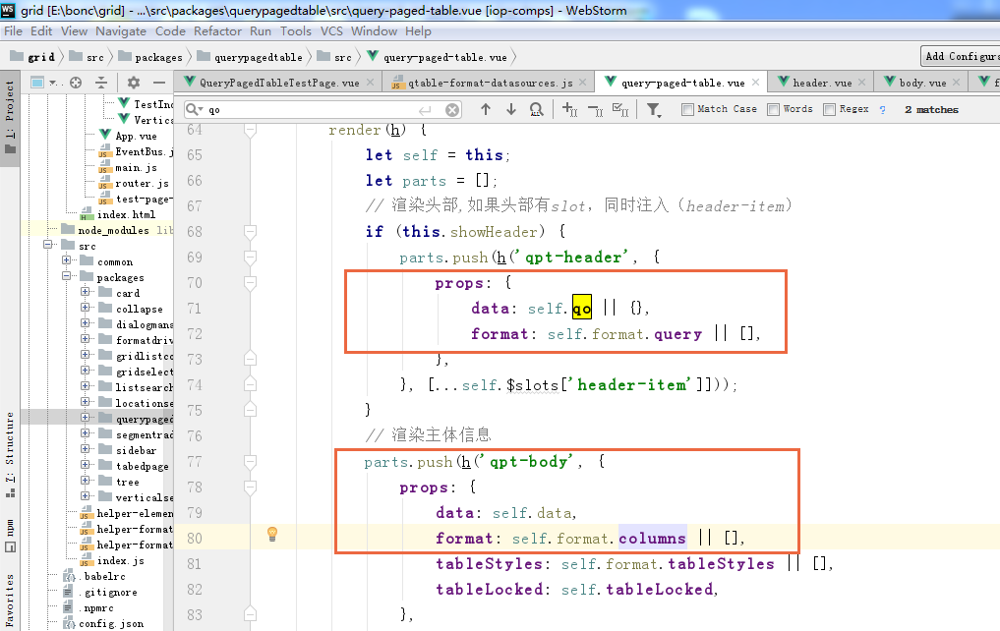 grid [E:\bonc\grid] - ...\src\packages\querypagedtable\src\query-paged-table.vue [iop-comps] - WebStorm
File Edit View Navigate Code Refactor Run Tools VCS Window Help
grid src packages querypagedtable src query-paged-table.vue Add Configura
QueryPagedTableTestPage.vue qtable-format-datasources.js query-paged-table.vue header.vue body.vue f
qo Match Case Words Regex ? 2 matches
1: Project
7: Structure
npm
Favorites
TestInd
Vertica
App.vue
EventBus.j
main.js
router.js
test-page-
index.html
node_modules lib
src
common
packages
card
collapse
dialogmana
formatdriv
gridlistco
gridselect
listsearch
locationse
querypaged
segmentrad
sidebar
tabedpage
tree
verticalse
helper-elemen
helper-format
helper-format
index.js
.babelrc
.gitignore
.npmrc
config.json
64 render(h) {
65 let self = this;
66 let parts = [];
67 // 渲染头部,如果头部有slot，同时注入（header-item）
68 if (this.showHeader) {
69 parts.push(h('qpt-header', {
70 props: {
71 data: self.qo || {},
72 format: self.format.query || [],
73 },
74 }, [...self.$slots['header-item']]));
75 }
76 // 渲染主体信息
77 parts.push(h('qpt-body', {
78 props: {
79 data: self.data,
80 format: self.format.columns || [],
81 tableStyles: self.format.tableStyles || [],
82 tableLocked: self.tableLocked,
83 },